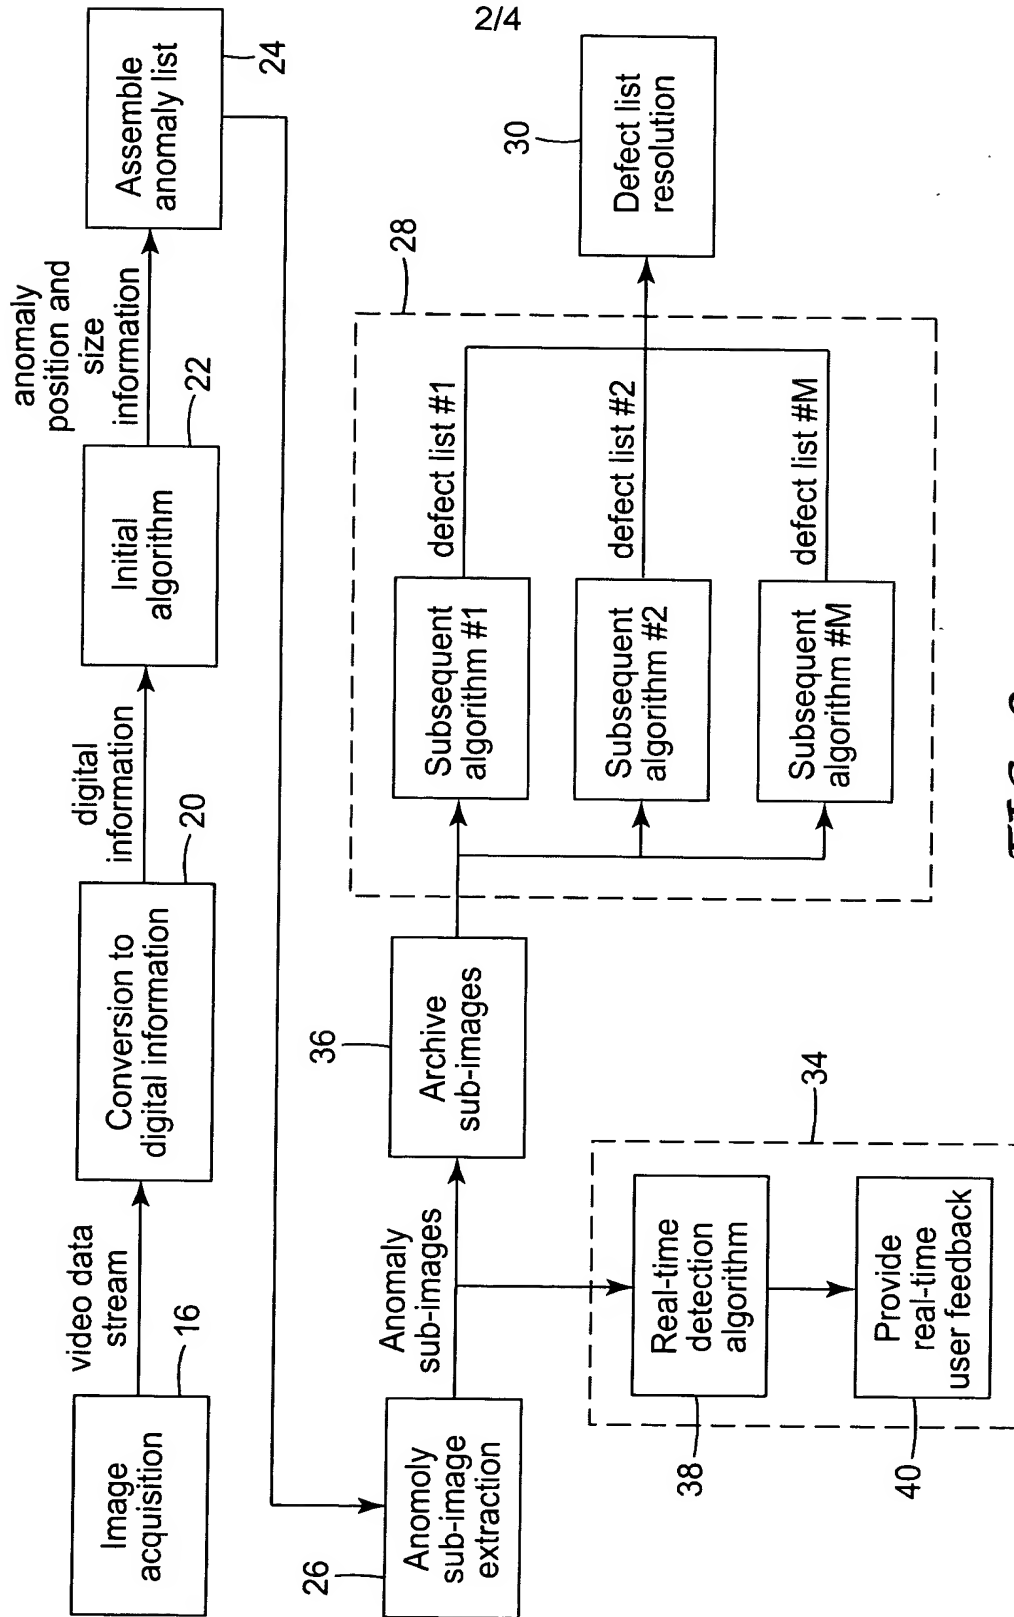 2/4
Image
acquisition
16
video data
stream
Conversion to
digital information
20
digital
information
Initial
algorithm
22
anomaly
position and
size
information
Assemble
anomaly list
24
Anomoly
sub-image
extraction
26
Anomaly
sub-images
Archive
sub-images
36
Subsequent
algorithm #1
defect list #1
Subsequent
algorithm #2
defect list #2
Subsequent
algorithm #M
defect list #M
28
Defect list
resolution
30
Real-time
detection
algorithm
38
Provide
real-time
user feedback
40
34